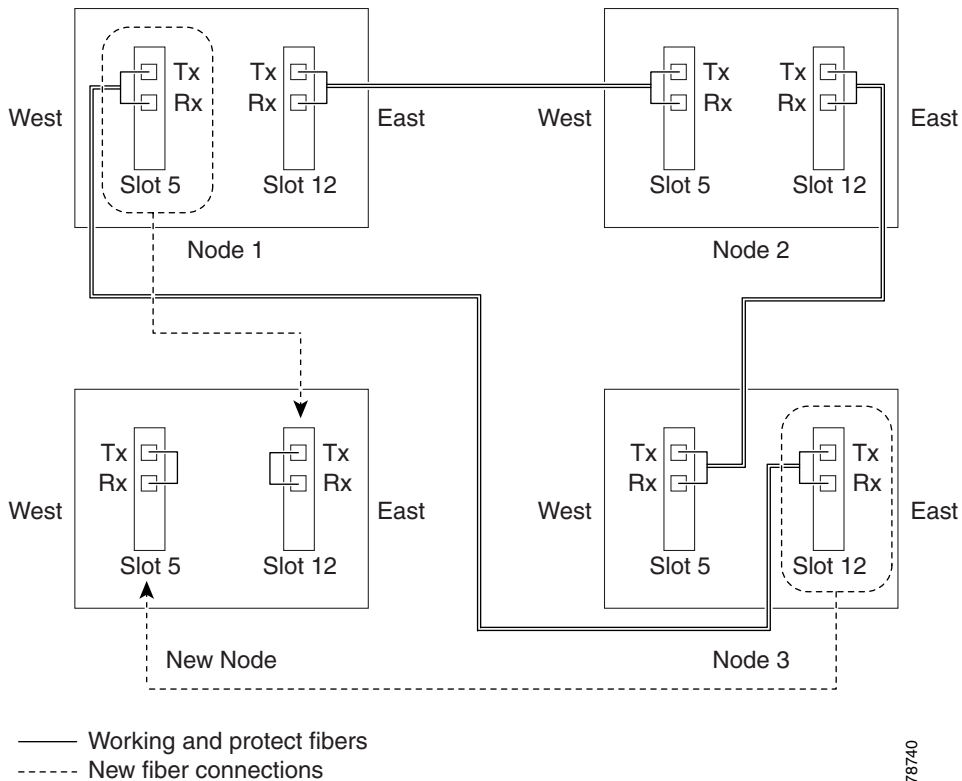 Tx Tx Tx Tx
Rx Rx Rx Rx
West East West East
Slot 5 Slot 12 Slot 5 Slot 12
Node 1 Node 2
Tx Tx Tx Tx
Rx Rx Rx Rx
West East West East
Slot 5 Slot 12 Slot 5 Slot 12
New Node Node 3
Working and protect fibers
New fiber connections
78740